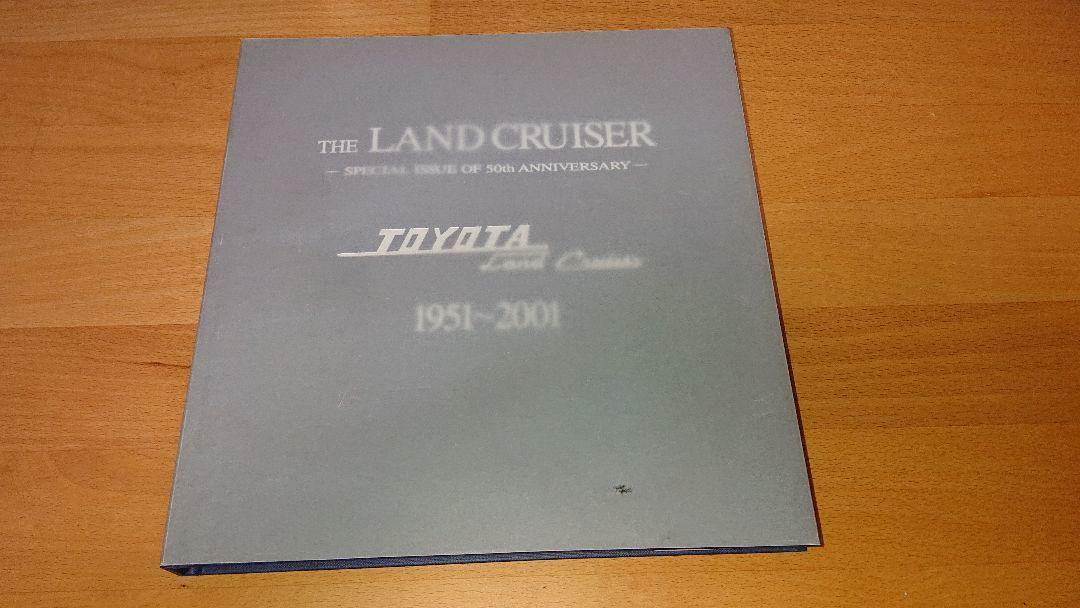 THE LAND CRUISER
– SPECIAL ISSUE OF 50th ANNIVERSARY –
TOYOTA
Land Cruiser
1951~2001